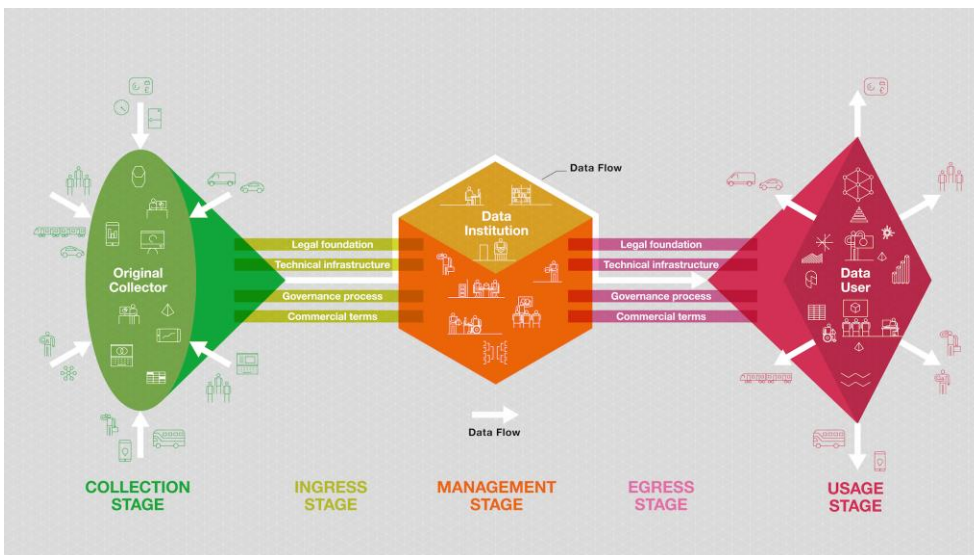 Data Flow
Data
Institution
Legal foundation
Technical infrastructure
Governance process
Commercial terms
Original
Collector
Legal foundation
Technical infrastructure
Governance process
Commercial terms
Data
User
Data Flow
COLLECTION
STAGE
INGRESS
STAGE
MANAGEMENT
STAGE
EGRESS
STAGE
USAGE
STAGE